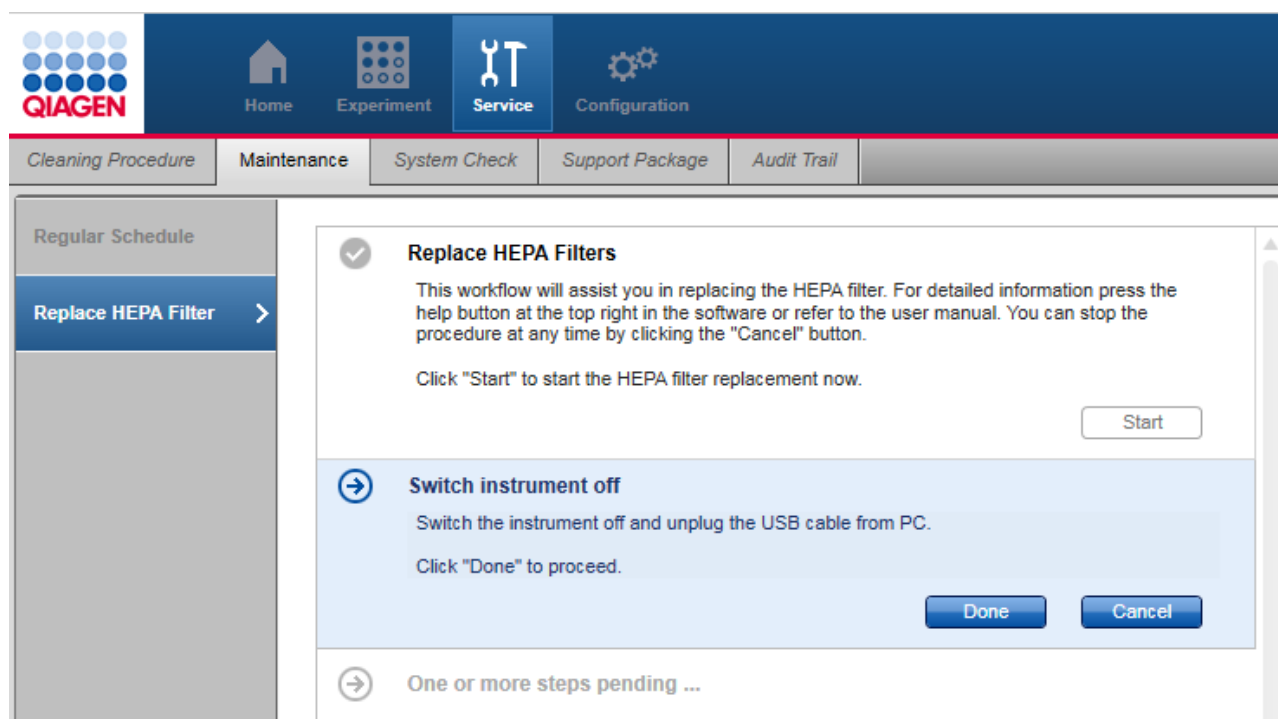 QIAGEN
Home
Experiment
Service
Configuration
Cleaning Procedure
Maintenance
System Check
Support Package
Audit Trail
Regular Schedule
Replace HEPA Filter
Replace HEPA Filters
This workflow will assist you in replacing the HEPA filter. For detailed information press the
help button at the top right in the software or refer to the user manual. You can stop the
procedure at any time by clicking the "Cancel" button.
Click "Start" to start the HEPA filter replacement now.
Start
Switch instrument off
Switch the instrument off and unplug the USB cable from PC.
Click "Done" to proceed.
Done
Cancel
One or more steps pending ...